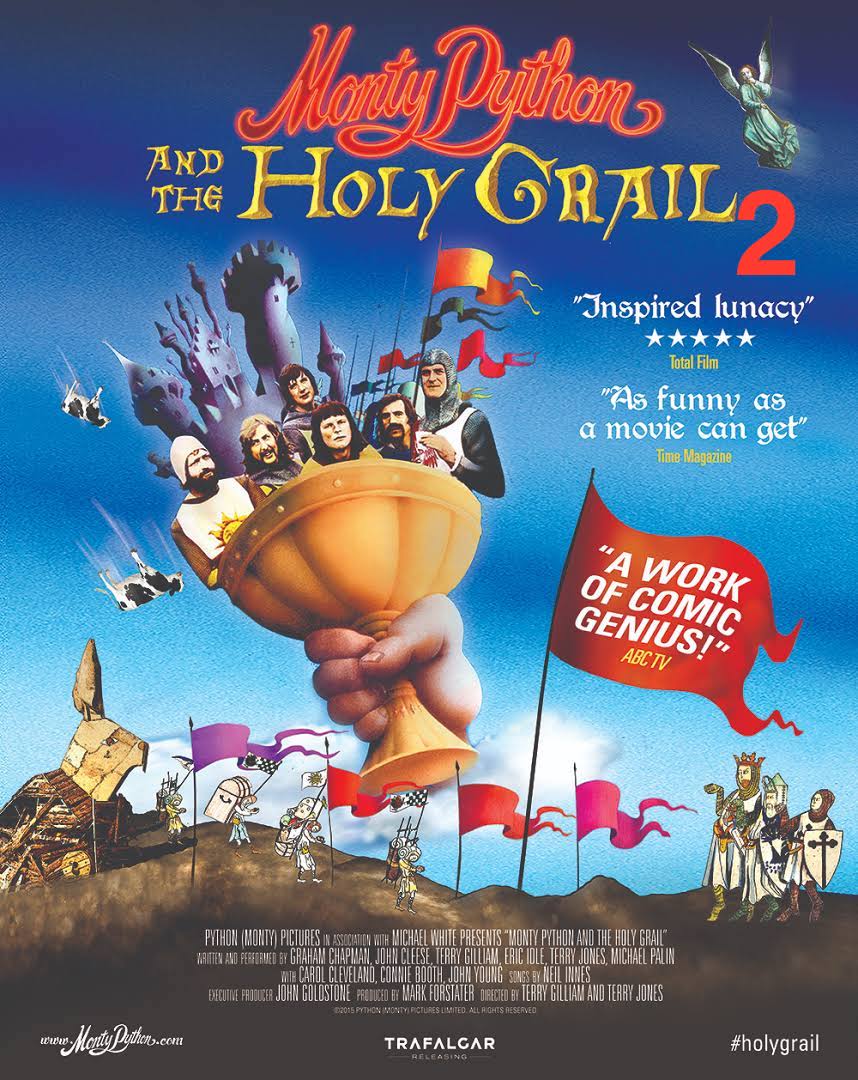 Monty Python
AND THE HOLY GRAIL 2
"Inspired lunacy"
★★★★★
Total Film
"As funny as
a movie can get"
Time Magazine
"A WORK
OF COMIC
GENIUS!"
ABC TV
PYTHON (MONTY) PICTURES IN ASSOCIATION WITH MICHAEL WHITE PRESENTS "MONTY PYTHON AND THE HOLY GRAIL"
WRITTEN AND PERFORMED BY GRAHAM CHAPMAN, JOHN CLEESE, TERRY GILLIAM, ERIC IDLE, TERRY JONES, MICHAEL PALIN
WITH CAROL CLEVELAND, CONNIE BOOTH, JOHN YOUNG SONGS BY NEIL INNES
EXECUTIVE PRODUCER JOHN GOLDSTONE PRODUCED BY MARK FORSTATER DIRECTED BY TERRY GILLIAM AND TERRY JONES
©2015 PYTHON (MONTY) PICTURES LIMITED. ALL RIGHTS RESERVED.
www.MontyPython.com
TRAFALGAR
RELEASING
#holygrail